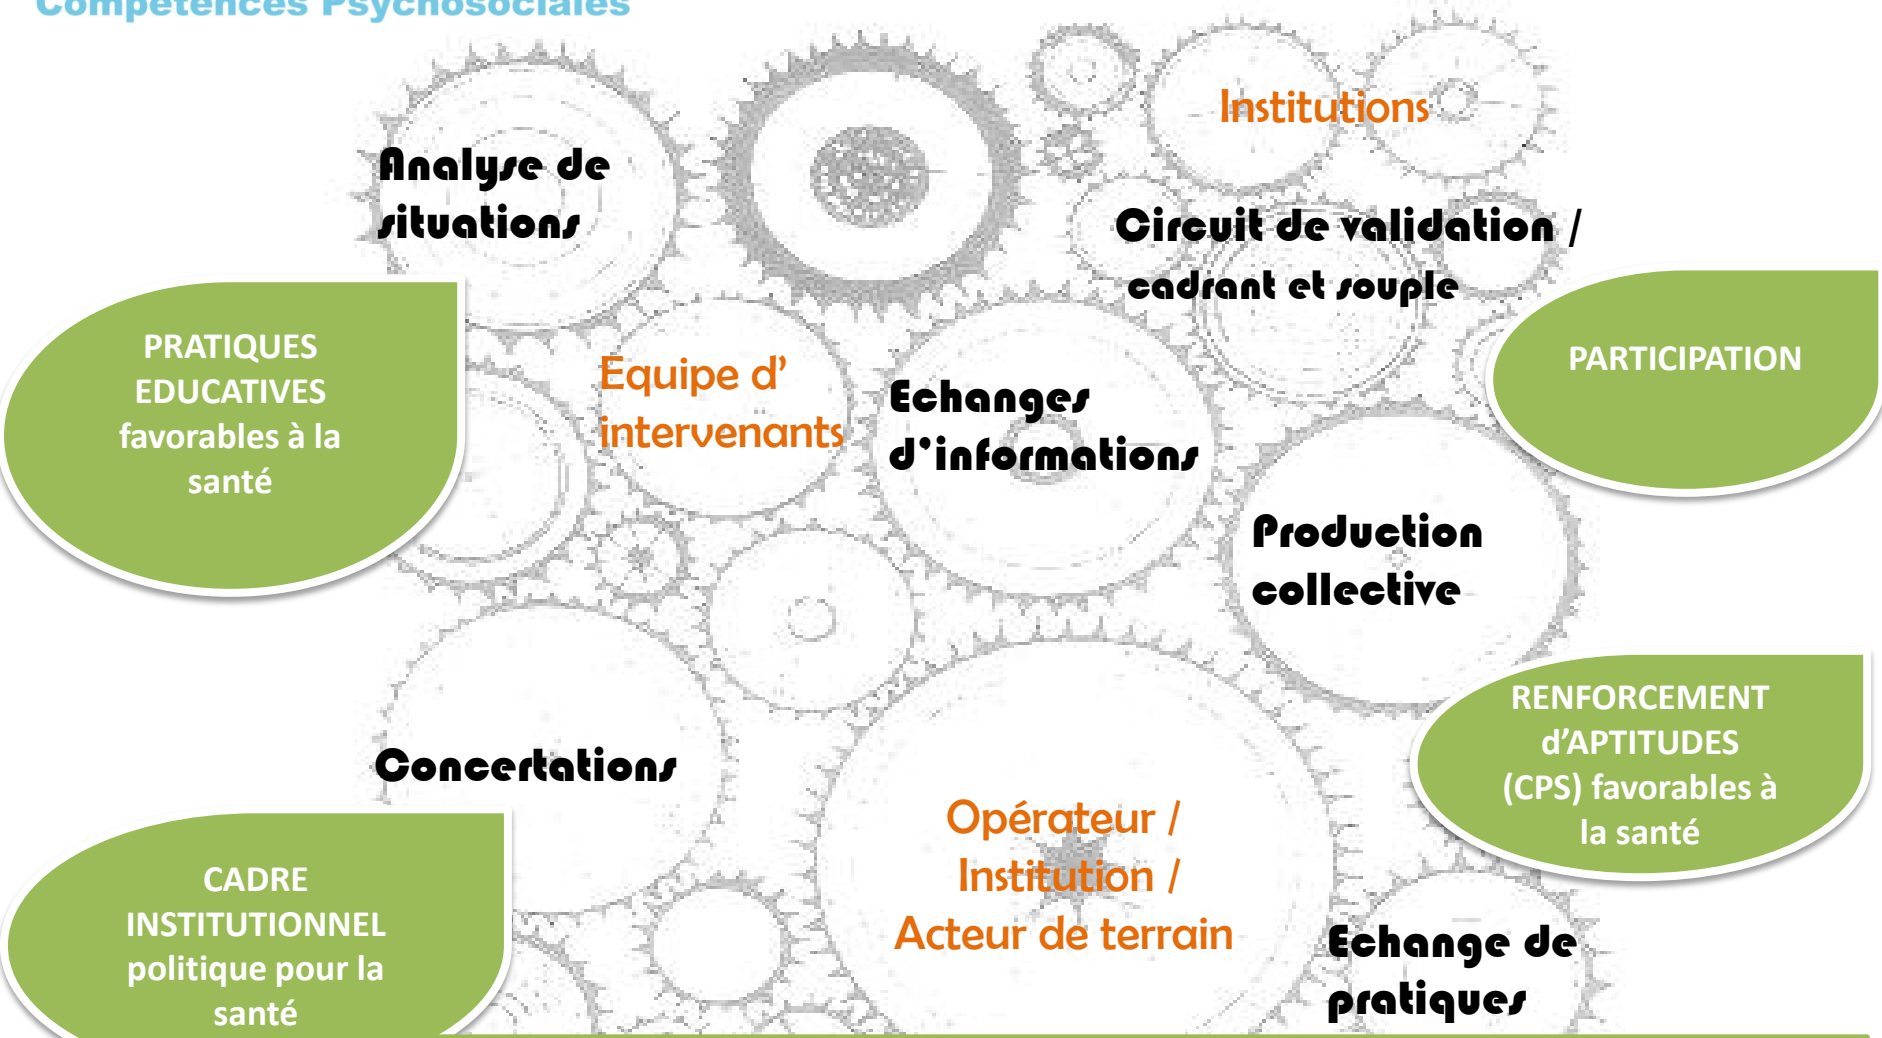 Compétences Psychosociales
Institutions
Analyse de
situations
Circuit de validation /
cadrant et souple
PRATIQUES
EDUCATIVES
favorables à la
santé
Equipe d'
intervenants
Echanges
d'informations
PARTICIPATION
Production
collective
Concertations
RENFORCEMENT
d'APTITUDES
(CPS) favorables à
la santé
Opérateur /
Institution /
Acteur de terrain
CADRE
INSTITUTIONNEL
politique pour la
santé
Echange de
pratiques